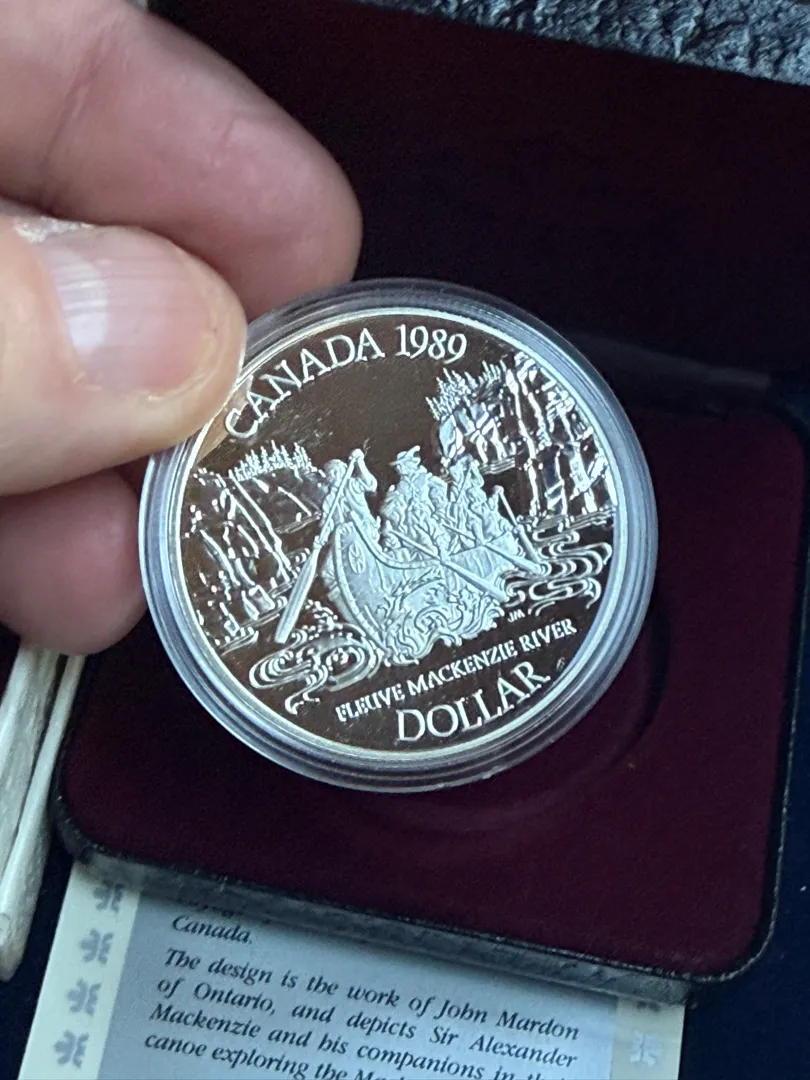 CANADA 1989
JM
FLEUVE MACKENZIE RIVER
DOLLAR
Canada.
The design is the work of John Mardon
of Ontario, and depicts Sir Alexander
Mackenzie and his companions in
canoe exploring the